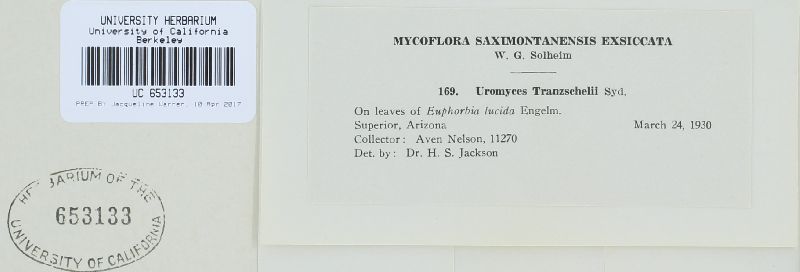 UNIVERSITY HERBARIUM
University of California
Berkeley
UC 653133
PREP BY Jacqueline Warner, 10 Apr 2017
HERBARIUM OF THE
653133
UNIVERSITY OF CALIFORNIA
MYCOFLORA SAXIMONTANENSIS EXSICCATA
W. G. Solheim
169. Uromyces Tranzschelii Syd.
On leaves of Euphorbia lucida Engelm.
Superior, Arizona March 24, 1930
Collector: Aven Nelson, 11270
Det. by: Dr. H. S. Jackson